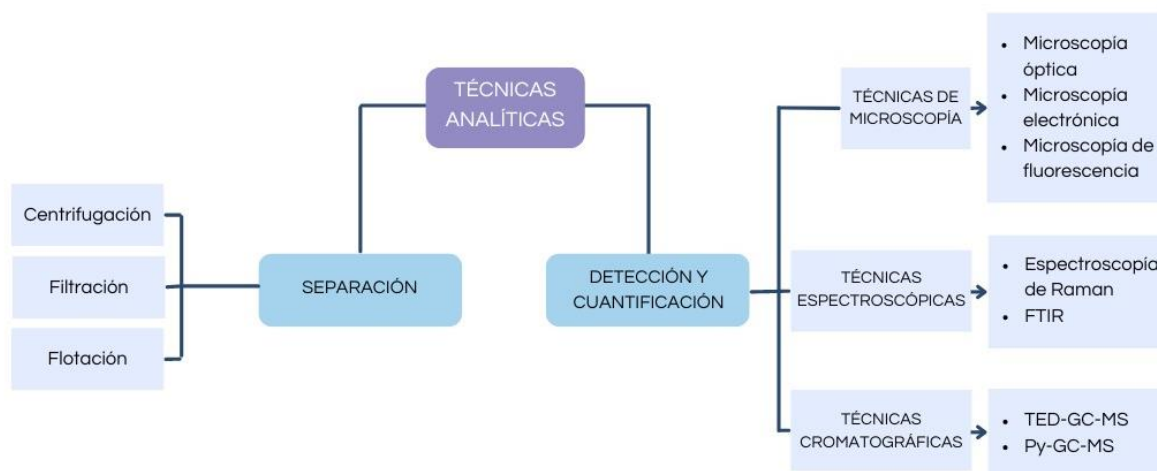 TÉCNICAS
ANALÍTICAS
Centrifugación
Filtración
Flotación
SEPARACIÓN
DETECCIÓN Y
CUANTIFICACIÓN
TÉCNICAS DE
MICROSCOPÍA
• Microscopía
óptica
• Microscopía
electrónica
• Microscopía de
fluorescencia
TÉCNICAS
ESPECTROSCÓPICAS
• Espectroscopía
de Raman
• FTIR
TÉCNICAS
CROMATOGRÁFICAS
• TED-GC-MS
• Py-GC-MS